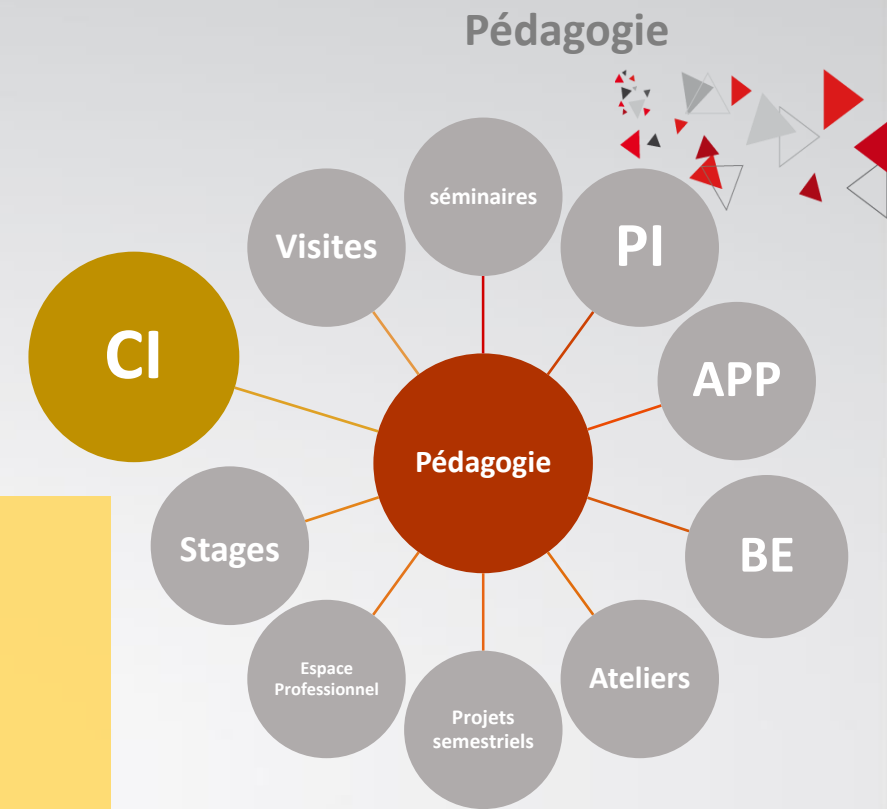 Pédagogie
séminaires
PI
APP
BE
Ateliers
Projets
semestriels
Espace
Professionnel
Stages
CI
Visites
Pédagogie